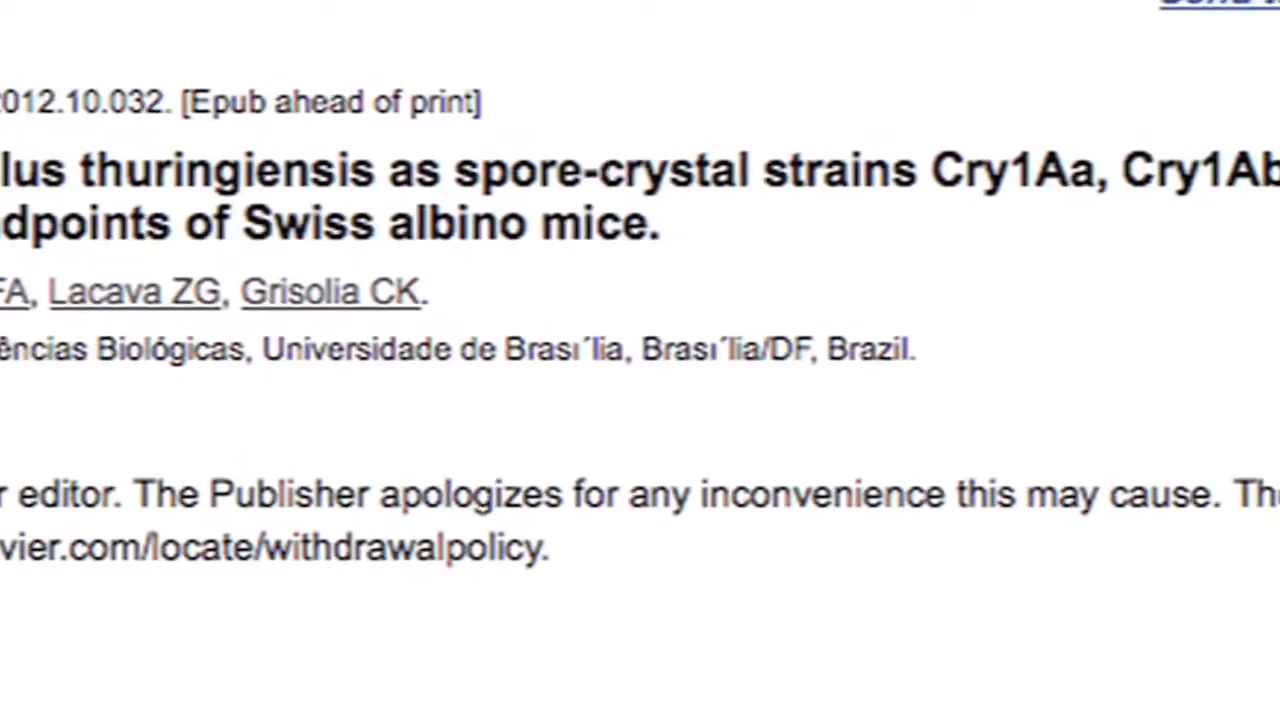 2012.10.032. [Epub ahead of print]
lus thuringiensis as spore-crystal strains Cry1Aa, Cry1Ab
dpoints of Swiss albino mice.
FA, Lacava ZG, Grisolia CK.
ências Biológicas, Universidade de Brası´lia, Brası´lia/DF, Brazil.
r editor. The Publisher apologizes for any inconvenience this may cause. The
vier.com/locate/withdrawalpolicy.